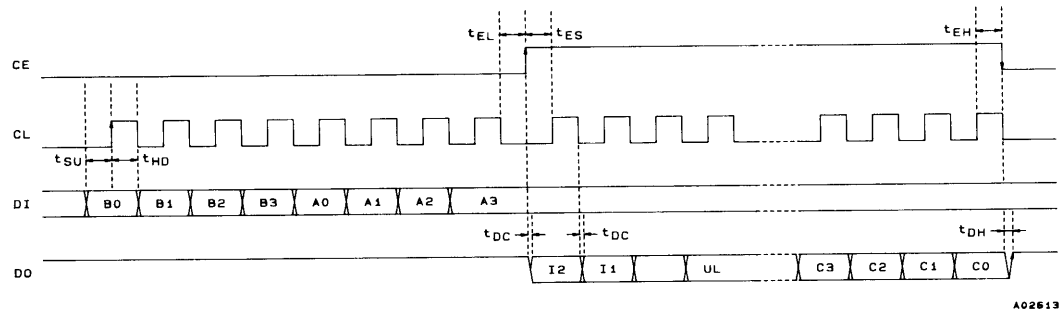 tEL tES tEH
CE
CL
tSU tHD
DI B0 B1 B2 B3 A0 A1 A2 A3
tDC tDC tDH
DO I2 I1 UL C3 C2 C1 C0
A02613